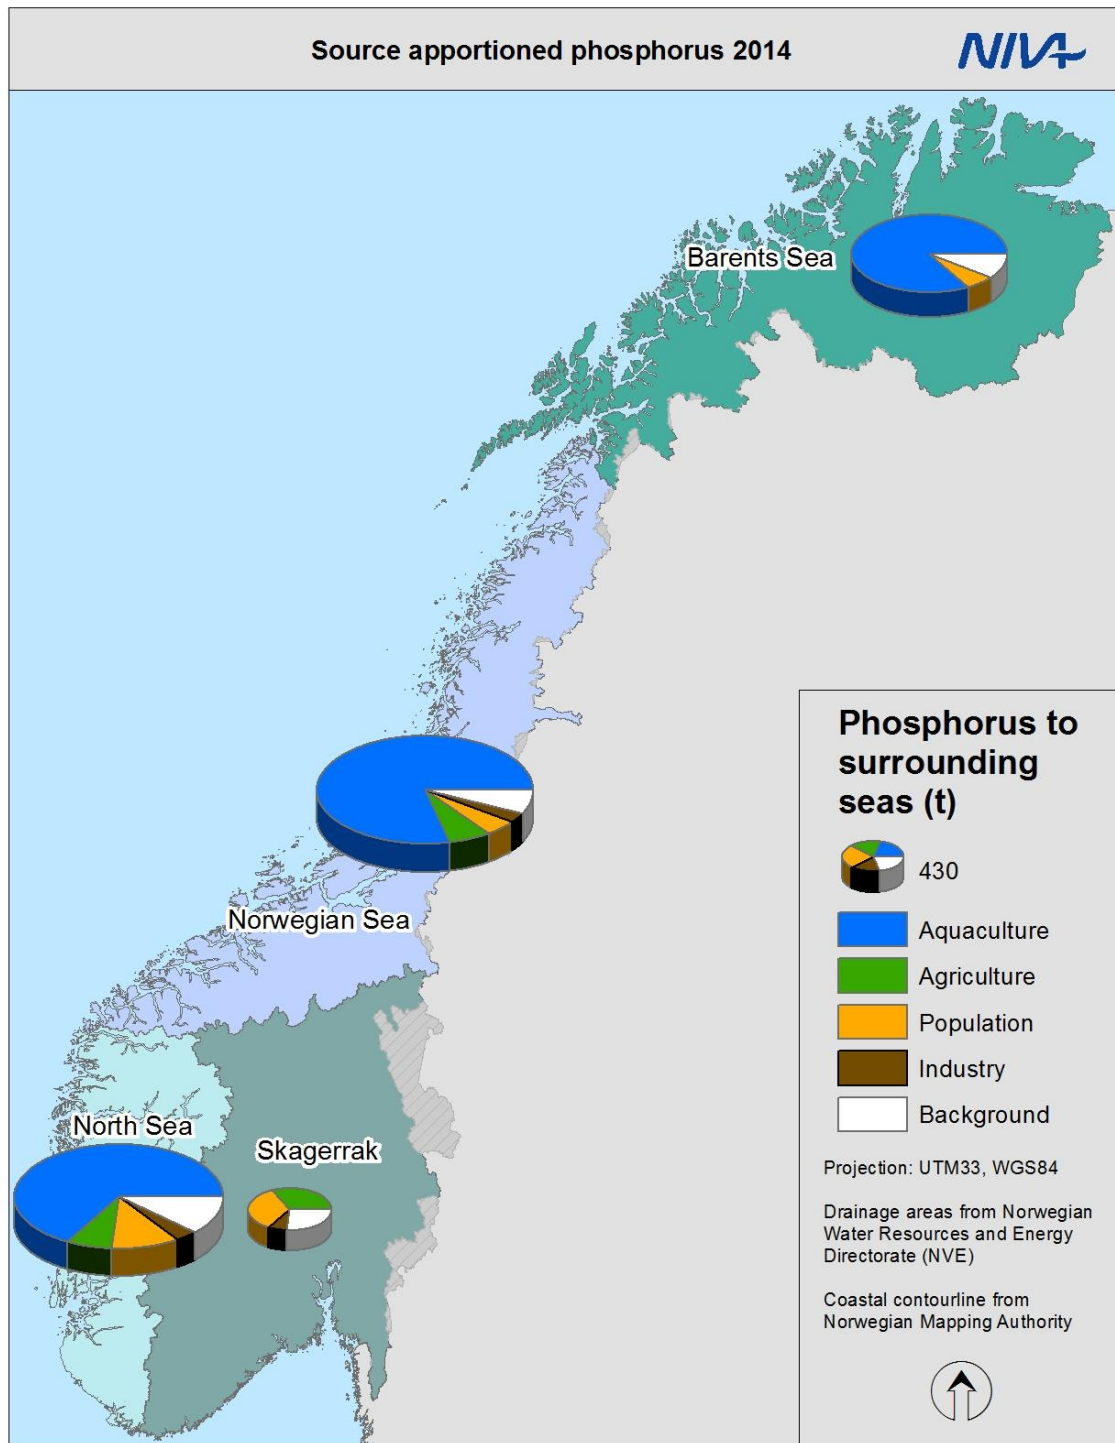 Source apportioned phosphorus 2014
NIVA
Barents Sea
Norwegian Sea
North Sea
Skagerrak
Phosphorus to
surrounding
seas (t)
430
Aquaculture
Agriculture
Population
Industry
Background
Projection: UTM33, WGS84
Drainage areas from Norwegian
Water Resources and Energy
Directorate (NVE)
Coastal contourline from
Norwegian Mapping Authority